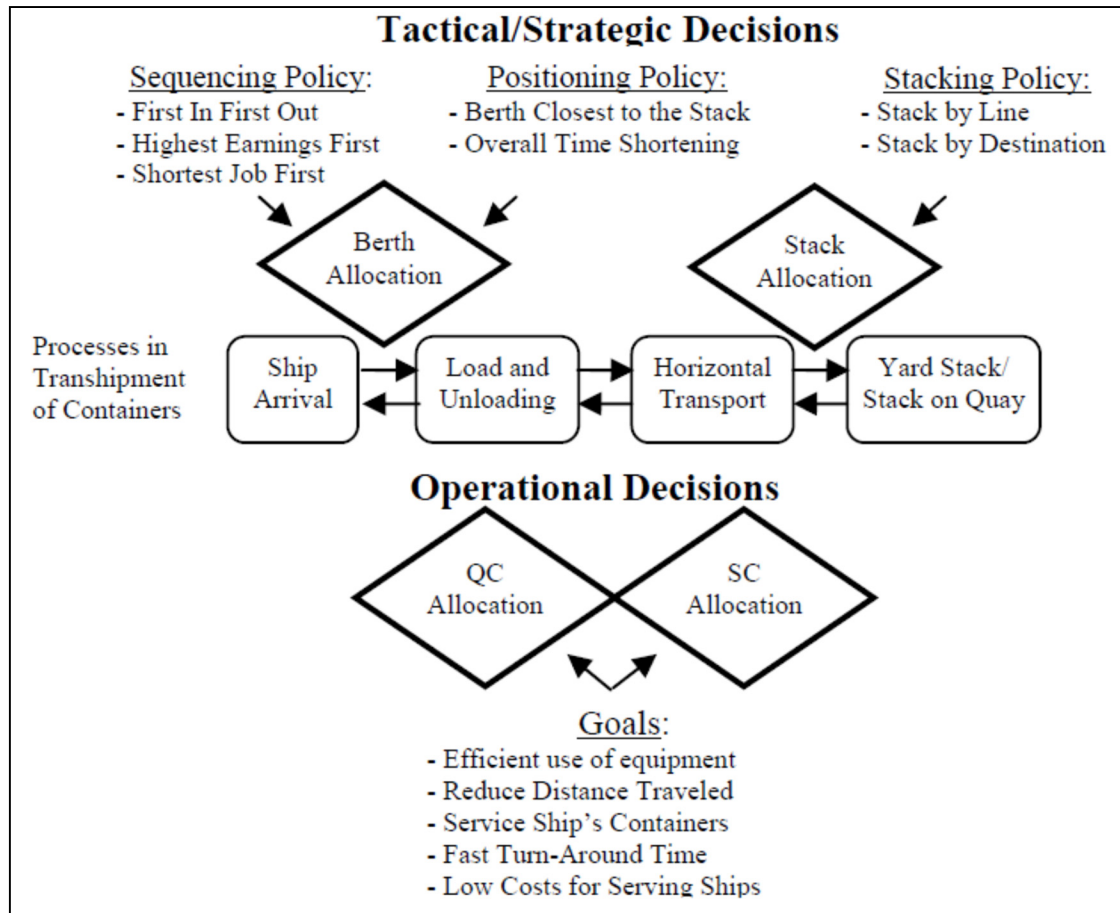 Tactical/Strategic Decisions
Sequencing Policy:
- First In First Out
- Highest Earnings First
- Shortest Job First
Positioning Policy:
- Berth Closest to the Stack
- Overall Time Shortening
Stacking Policy:
- Stack by Line
- Stack by Destination
Berth
Allocation
Stack
Allocation
Processes in
Transhipment
of Containers
Ship
Arrival
Load and
Unloading
Horizontal
Transport
Yard Stack/
Stack on Quay
Operational Decisions
QC
Allocation
SC
Allocation
Goals:
- Efficient use of equipment
- Reduce Distance Traveled
- Service Ship’s Containers
- Fast Turn-Around Time
- Low Costs for Serving Ships